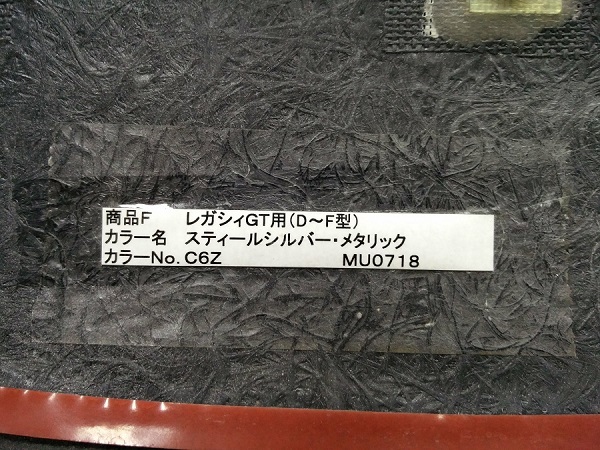 商品F レガシィGT用(D～F型)
カラー名 スティールシルバー・メタリック
カラーNo.C6Z MU0718